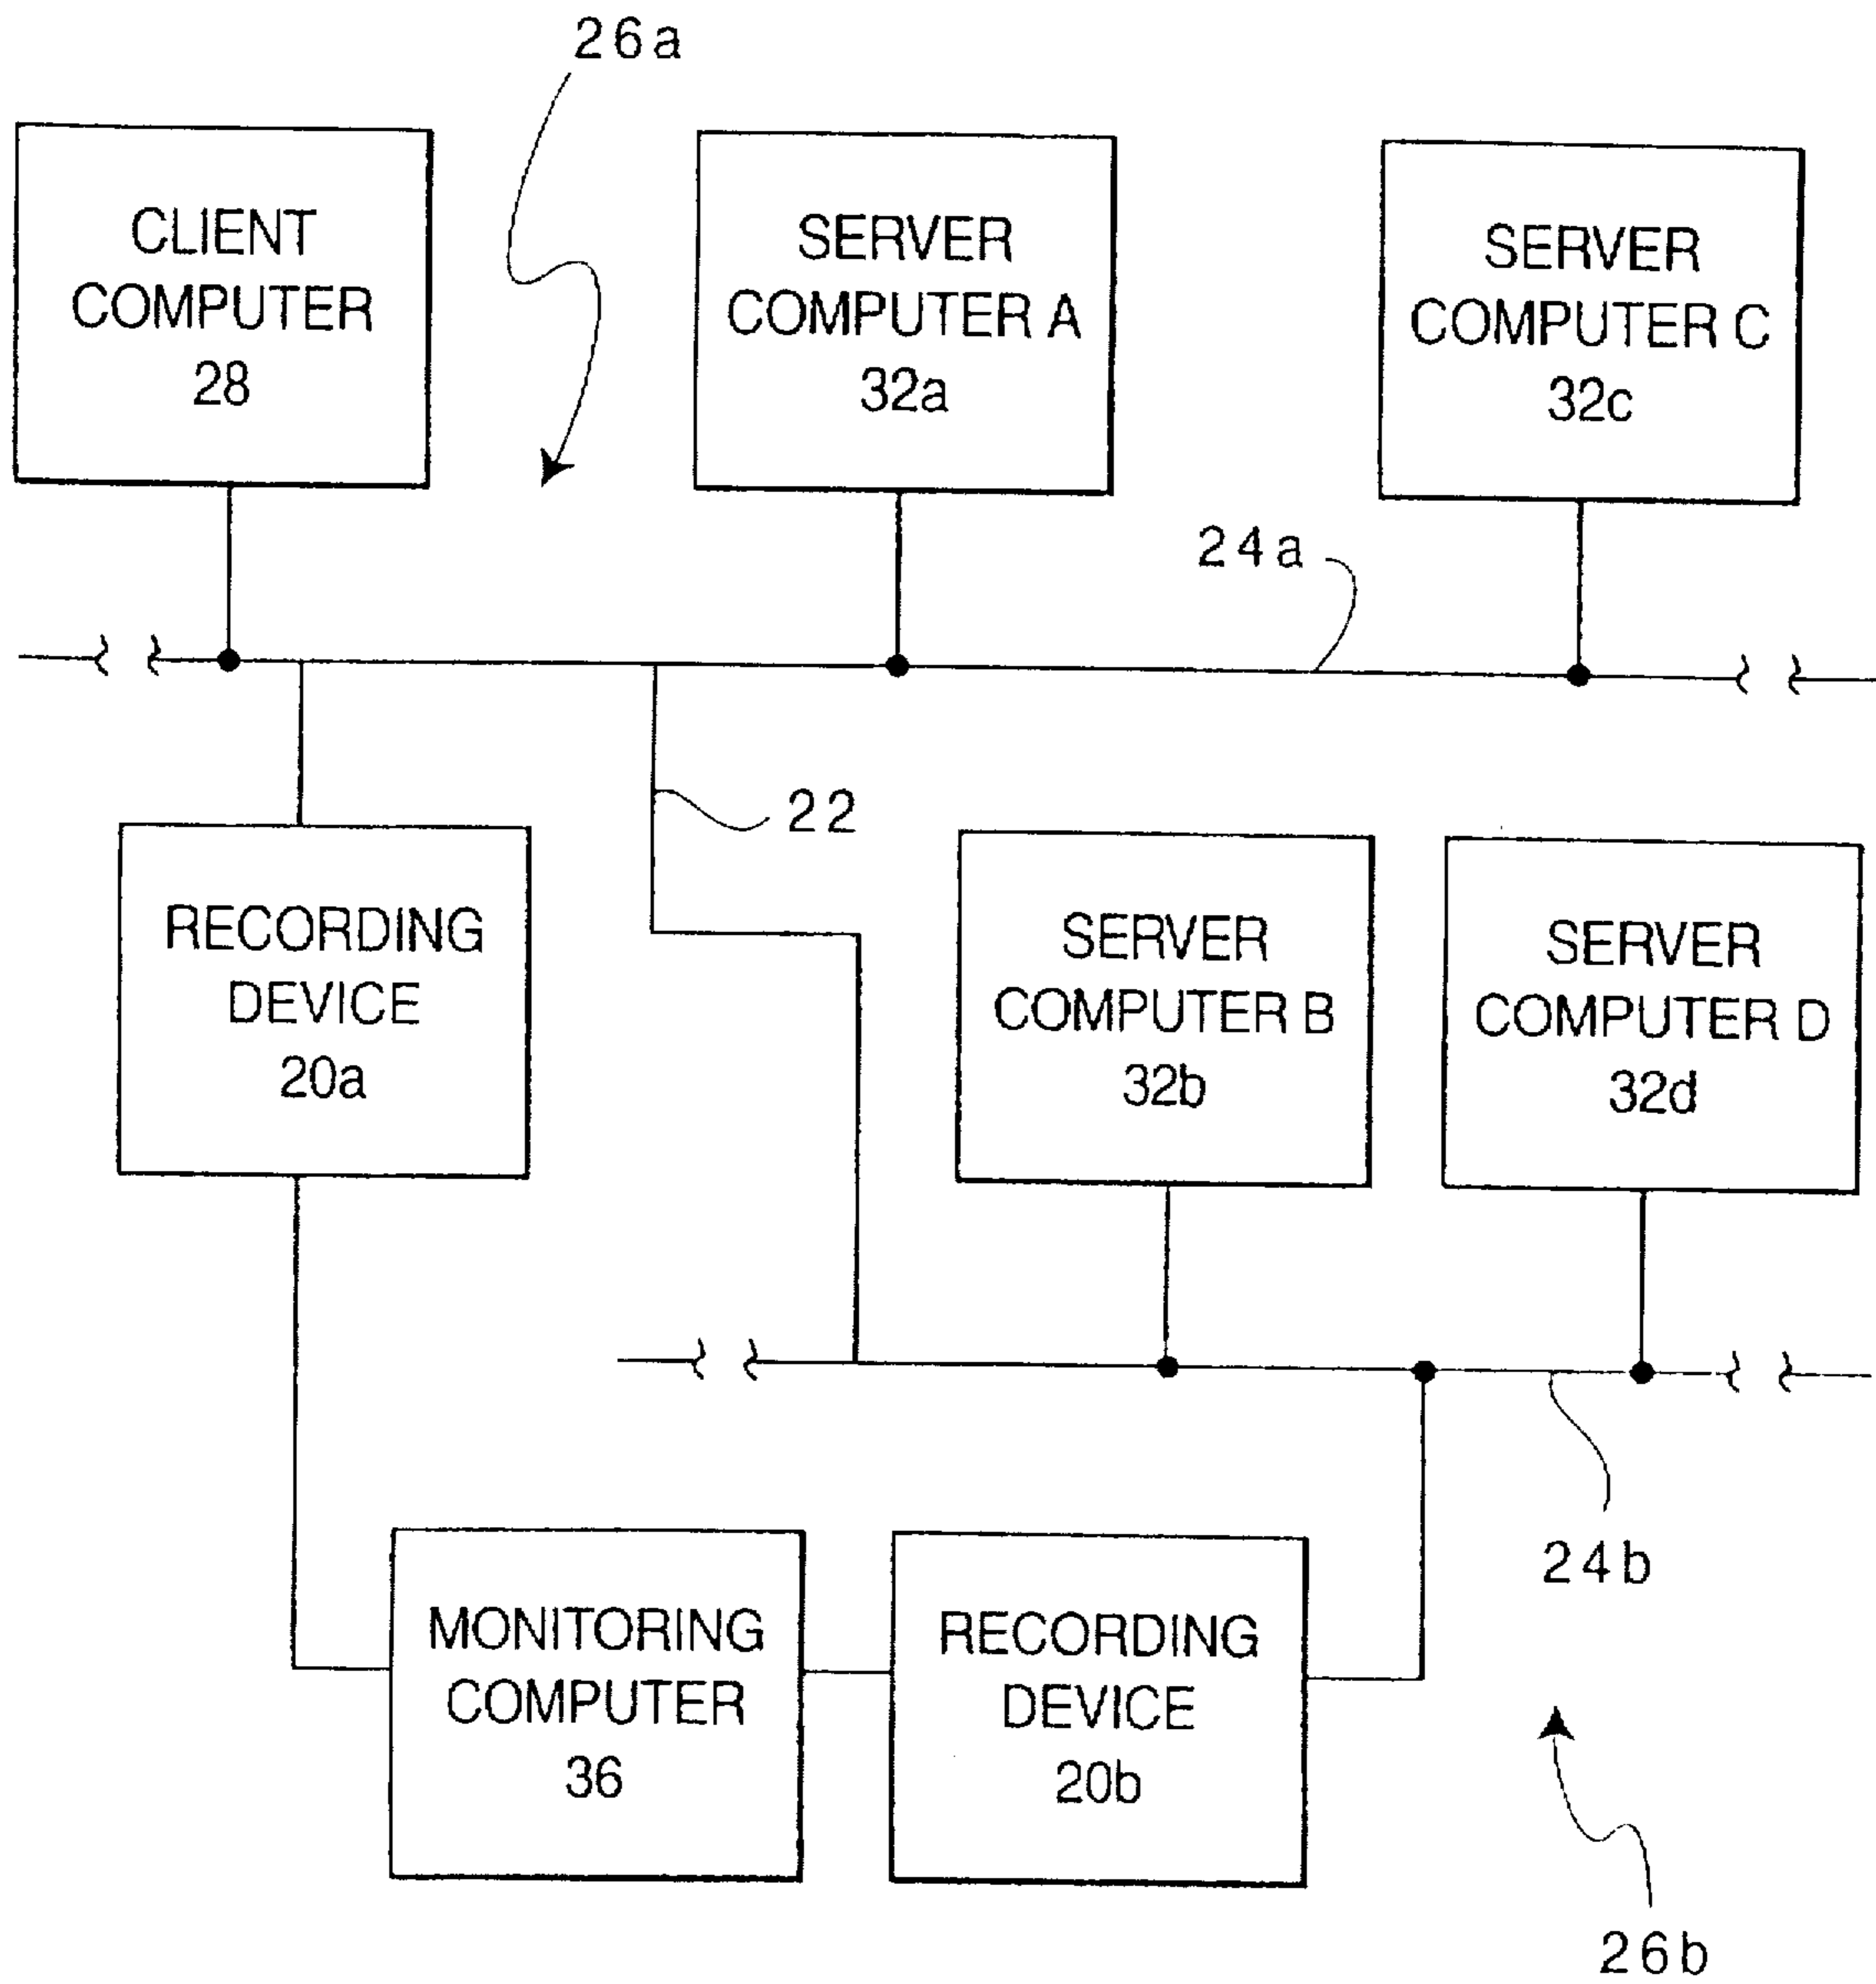 26a
CLIENT
COMPUTER
28
SERVER
COMPUTER A
32a
SERVER
COMPUTER C
32c
24a
22
RECORDING
DEVICE
20a
SERVER
COMPUTER B
32b
SERVER
COMPUTER D
32d
24b
MONITORING
COMPUTER
36
RECORDING
DEVICE
20b
26b